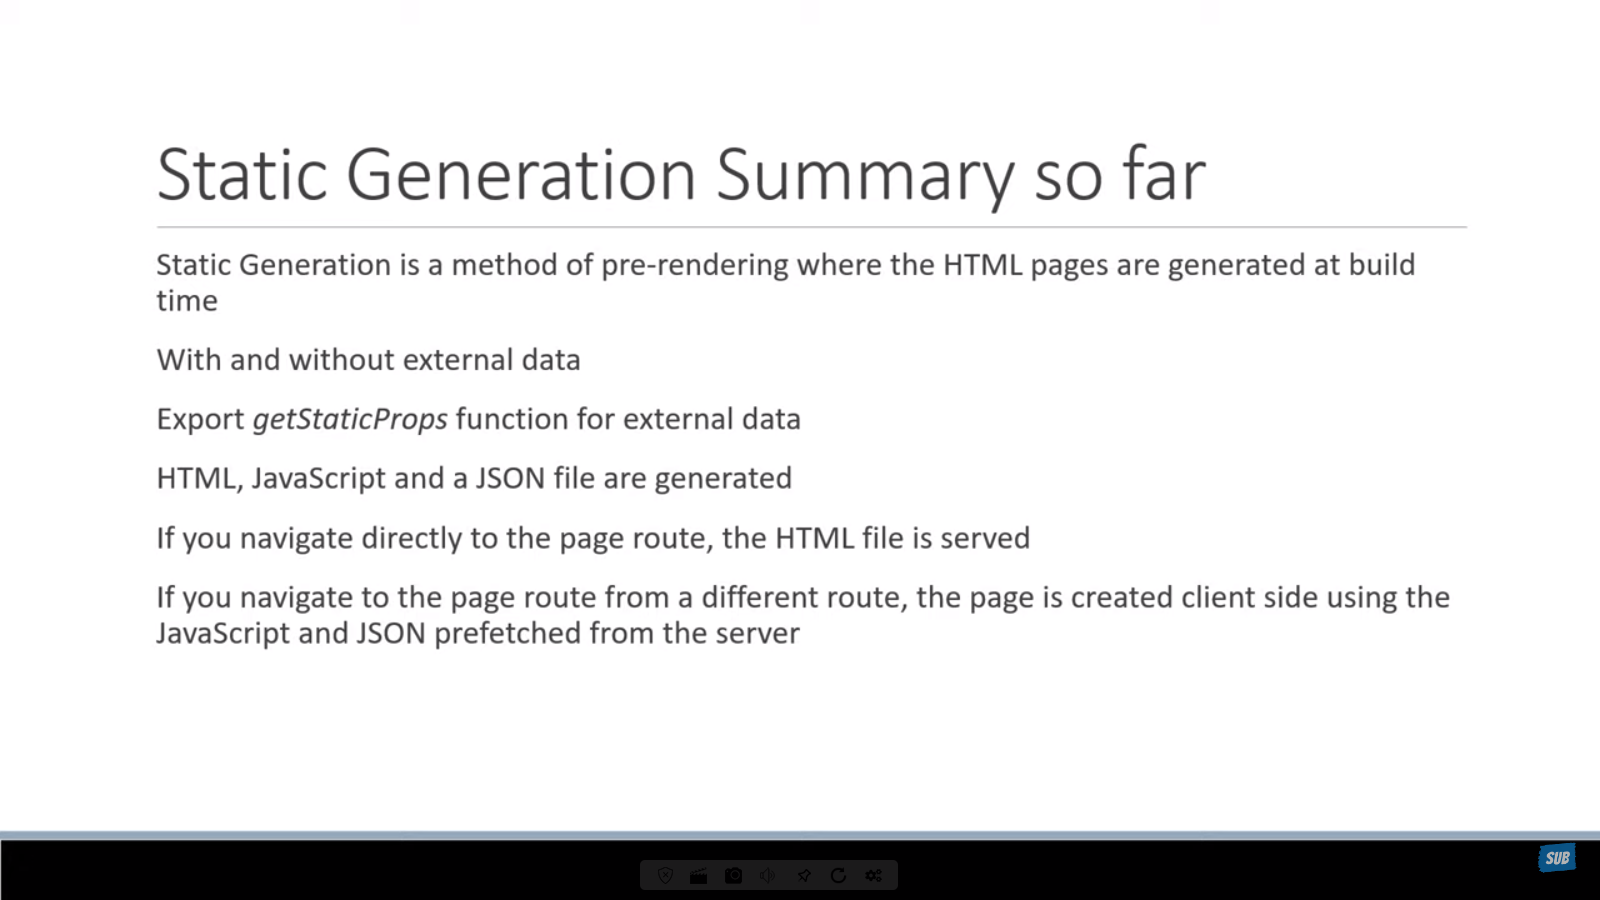 Static Generation Summary so far
Static Generation is a method of pre-rendering where the HTML pages are generated at build
time
With and without external data
Export getStaticProps function for external data
HTML, JavaScript and a JSON file are generated
If you navigate directly to the page route, the HTML file is served
If you navigate to the page route from a different route, the page is created client side using the
JavaScript and JSON prefetched from the server
SUB